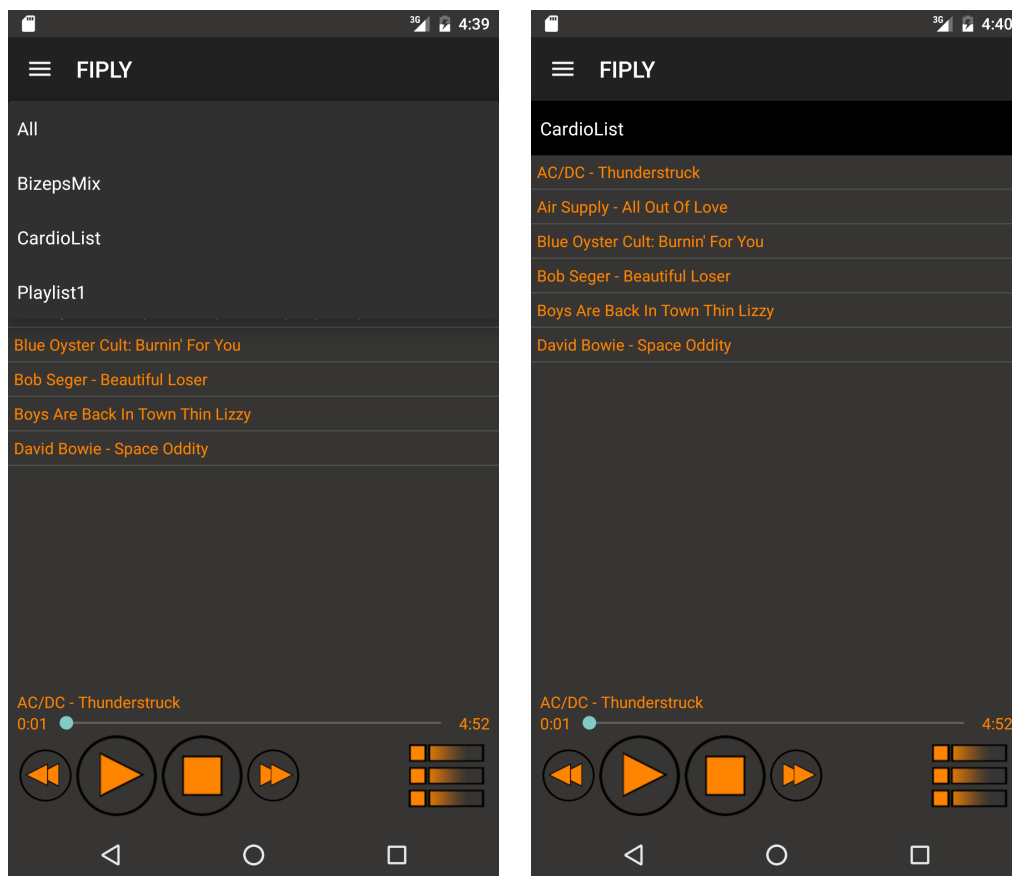 3G 4:39
FIPLY
All
BizepsMix
CardioList
Playlist1
Blue Oyster Cult: Burnin' For You
Bob Seger - Beautiful Loser
Boys Are Back In Town Thin Lizzy
David Bowie - Space Oddity
AC/DC - Thunderstruck
0:01 4:52
3G 4:40
FIPLY
CardioList
AC/DC - Thunderstruck
Air Supply - All Out Of Love
Blue Oyster Cult: Burnin' For You
Bob Seger - Beautiful Loser
Boys Are Back In Town Thin Lizzy
David Bowie - Space Oddity
AC/DC - Thunderstruck
0:01 4:52